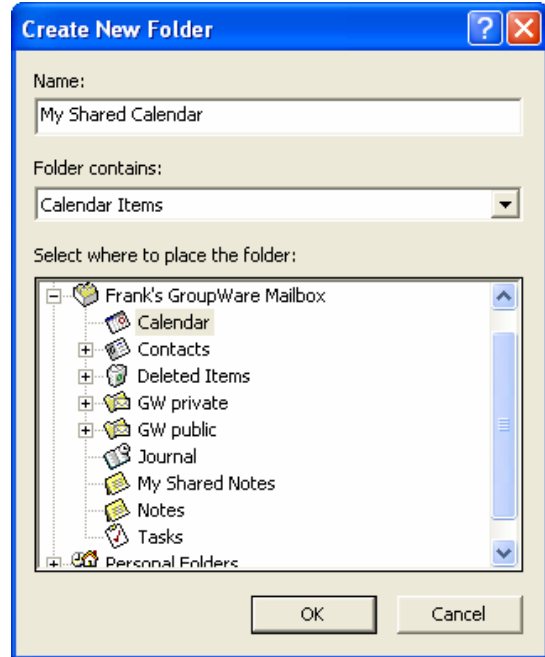 Create New Folder
Name:
My Shared Calendar
Folder contains:
Calendar Items
Select where to place the folder:
Frank's GroupWare Mailbox
Calendar
Contacts
Deleted Items
GW private
GW public
Journal
My Shared Notes
Notes
Tasks
Personal Folders
OK Cancel